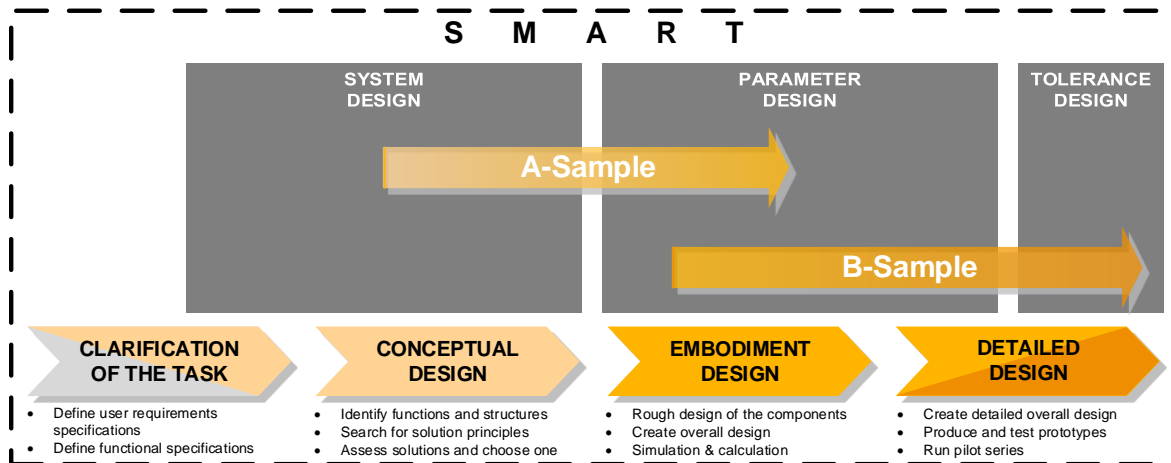 S M A R T
SYSTEM
DESIGN
PARAMETER
DESIGN
TOLERANCE
DESIGN
A-Sample
B-Sample
CLARIFICATION
OF THE TASK
• Define user requirements
specifications
• Define functional specifications
CONCEPTUAL
DESIGN
• Identify functions and structures
• Search for solution principles
• Assess solutions and choose one
EMBODIMENT
DESIGN
• Rough design of the components
• Create overall design
• Simulation & calculation
DETAILED
DESIGN
• Create detailed overall design
• Produce and test prototypes
• Run pilot series